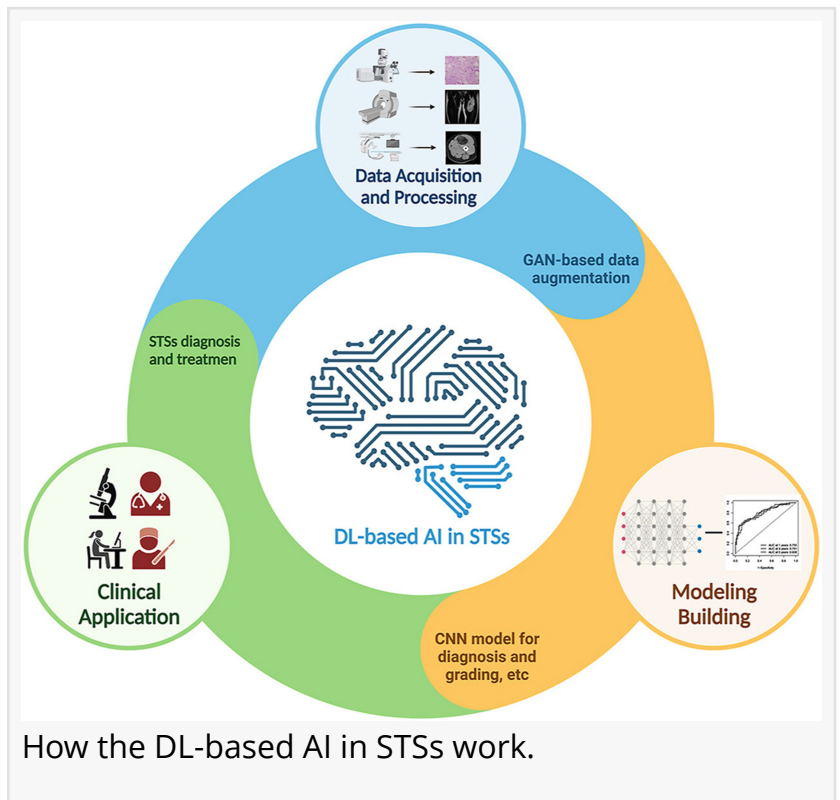 Data Acquisition
and Processing
GAN-based data
augmentation
STSs diagnosis
and treatmen
DL-based AI in STSs
Clinical
Application
Modeling
Building
CNN model for
diagnosis and
grading, etc
How the DL-based AI in STSs work.